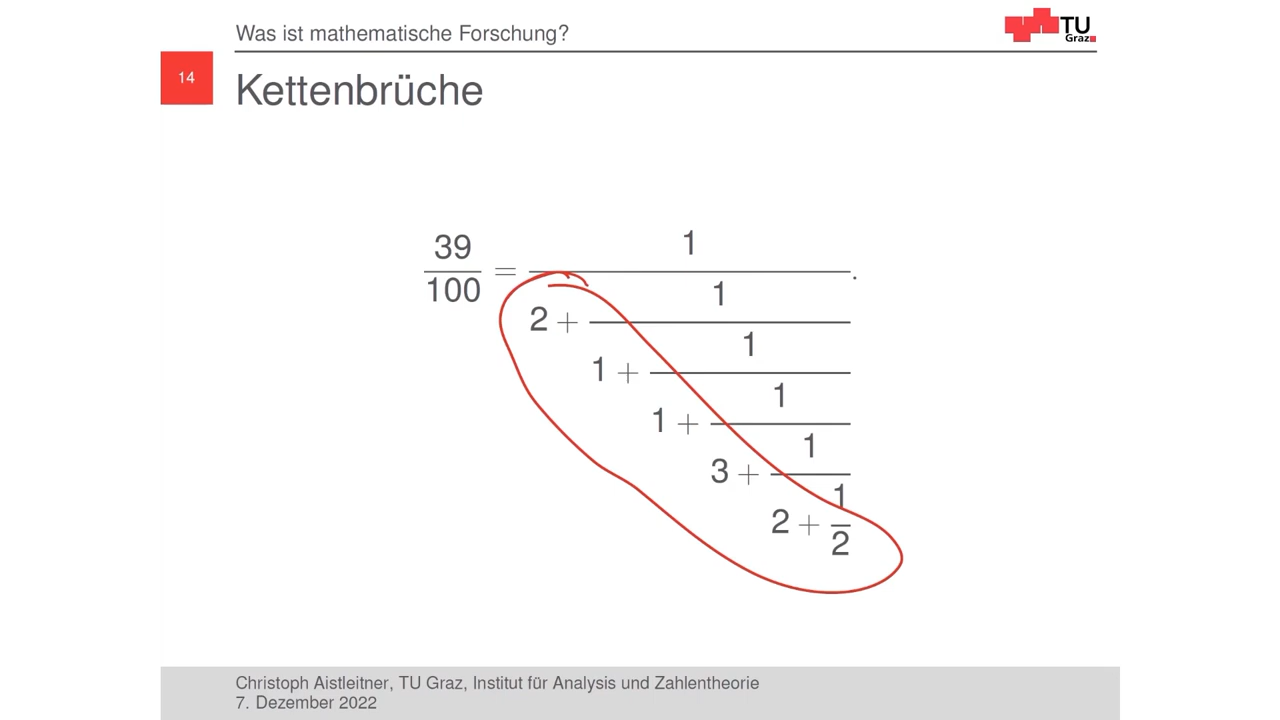 Was ist mathematische Forschung?
TU
Graz
14
Kettenbrüche
39
100
=
1
.
2 +
1
1 +
1
1 +
1
3 +
1
2 +
1
2
Christoph Aistleitner, TU Graz, Institut für Analysis und Zahlentheorie
7. Dezember 2022